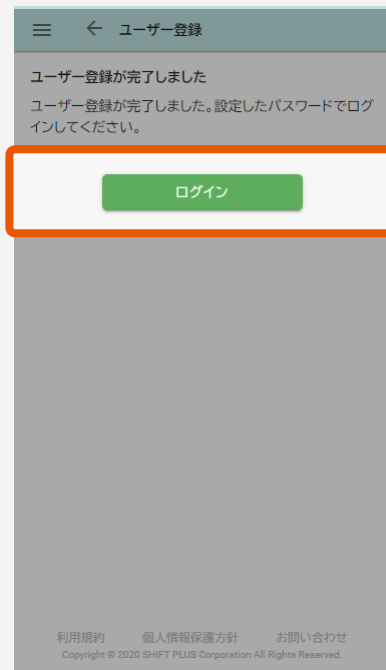 ユーザー登録
ユーザー登録が完了しました
ユーザー登録が完了しました。設定したパスワードでログ
インしてください。
ログイン
利用規約 個人情報保護方針 お問い合わせ
Copyright © 2020 SHIFT PLUS Corporation All Rights Reserved.